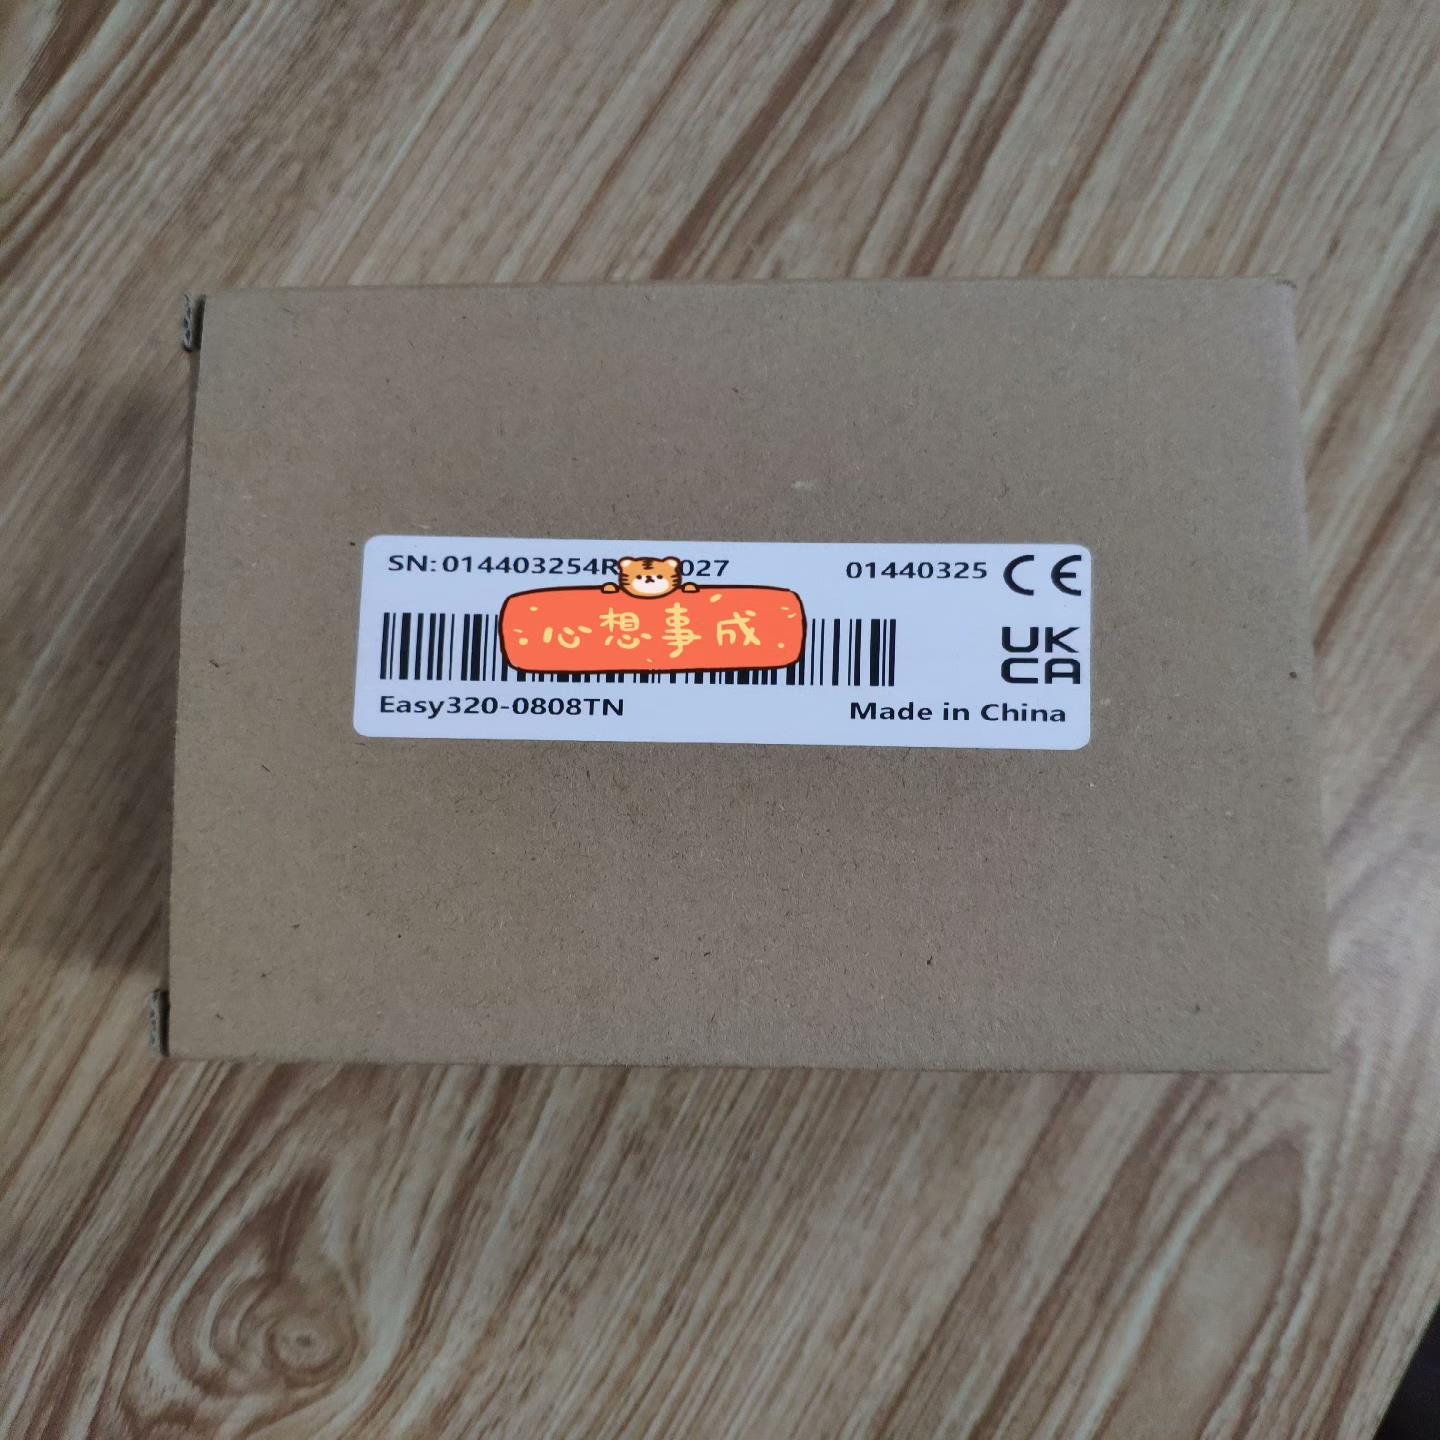 SN:014403254R 027
01440325 CE
心想事成
UK
CA
Easy320-0808TN
Made in China